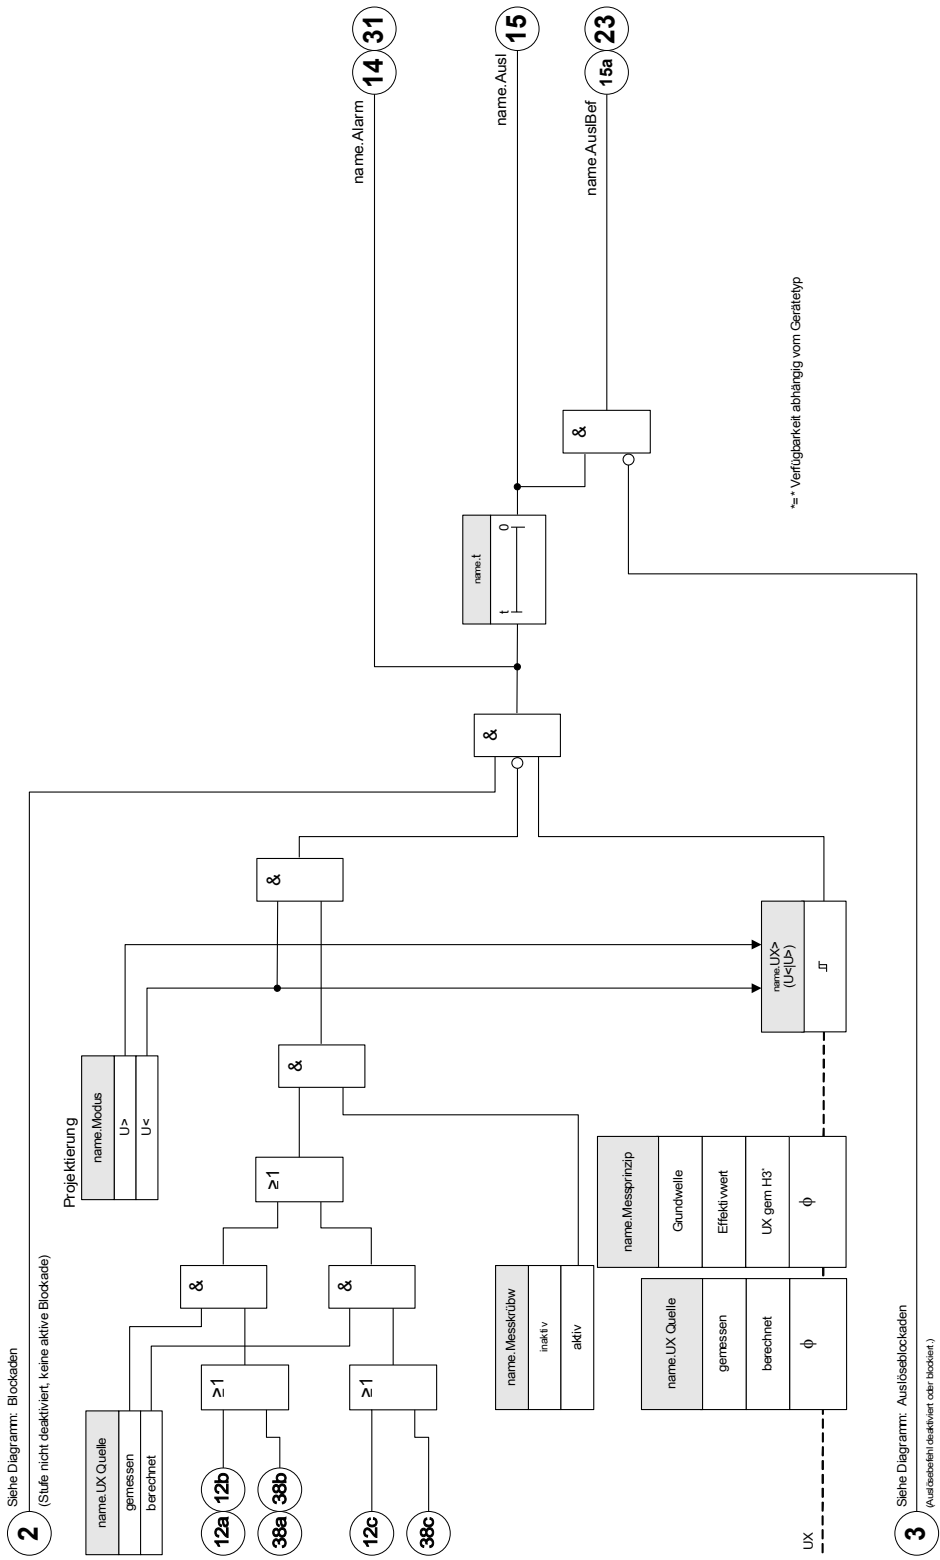 2
Siehe Diagramm: Blockaden
(Stufe nicht deaktiviert, keine aktive Blockade)
name.UX Quelle
gemessen
berechnet
12a
12b
38a
38b
12c
38c
≥1
≥1
&
&
≥1
Projektierung
name.Modus
U>
U<
name.Messkrübw
inaktiv
aktiv
&
&
UX
name.UX Quelle
gemessen
berechnet
ϕ
name.Messprinzip
Grundwelle
Effektivwert
UX gem H3*
ϕ
name.UX>
(U<|U>)
&
name.t
t
0
&
name.Alarm
14
31
name.Ausl
15
name.AuslBef
15a
23
*=* Verfügbarkeit abhängig vom Gerätetyp
3
Siehe Diagramm: Auslöseblockaden
(Auslösebefehl deaktiviert oder blockiert.)